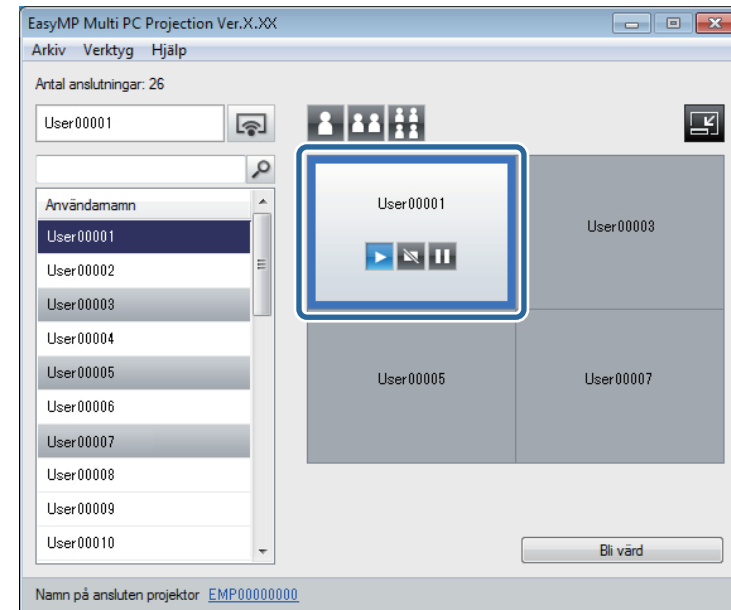 EasyMP Multi PC Projection Ver.X.XX
Arkiv Verktyg Hjälp
Antal anslutningar: 26
User00001
Användarnamn
User00001
User00002
User00003
User00004
User00005
User00006
User00007
User00008
User00009
User00010
User00001
User00003
User00005
User00007
Bli värd
Namn på ansluten projektor EMP00000000